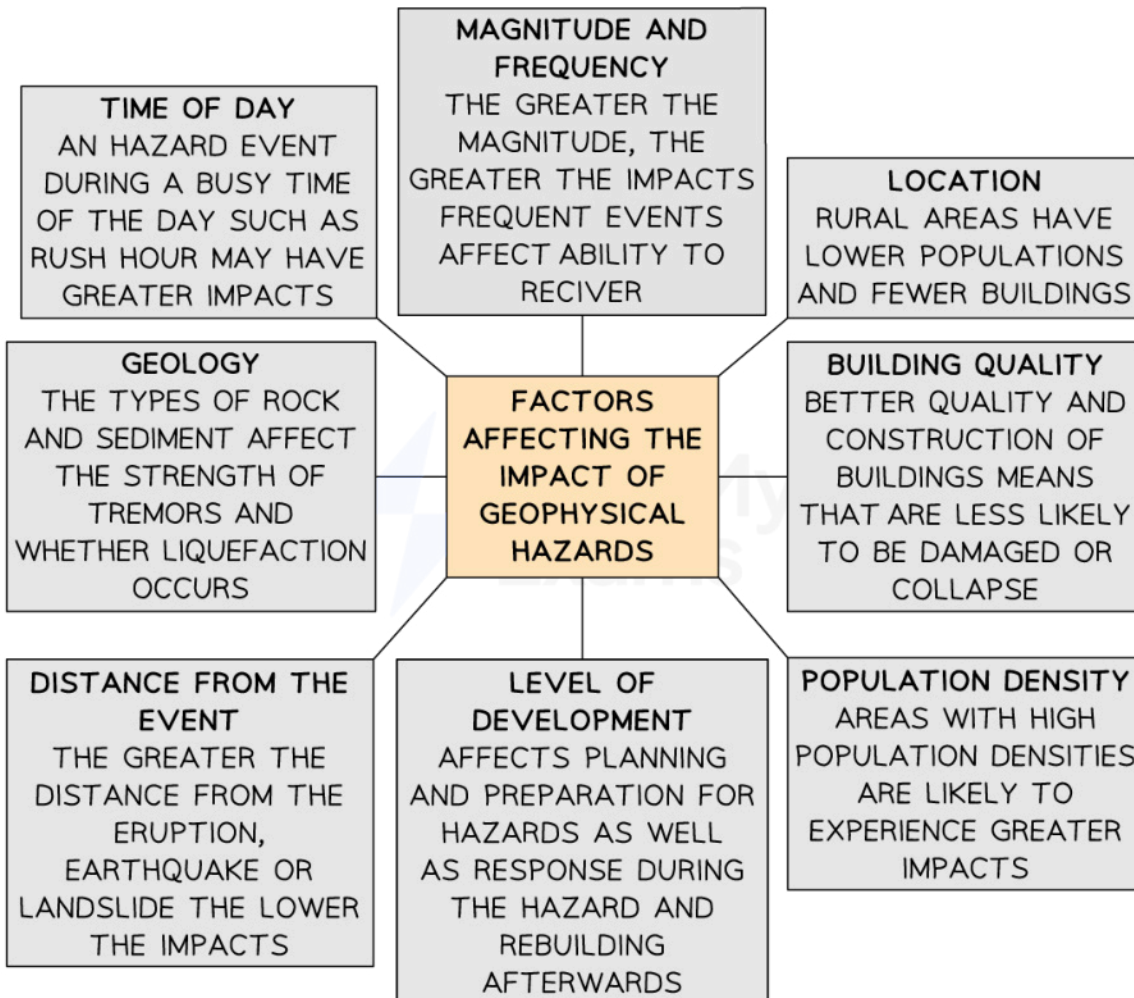 MAGNITUDE AND
FREQUENCY
THE GREATER THE
MAGNITUDE, THE
GREATER THE IMPACTS
FREQUENT EVENTS
AFFECT ABILITY TO
RECIVER
TIME OF DAY
AN HAZARD EVENT
DURING A BUSY TIME
OF THE DAY SUCH AS
RUSH HOUR MAY HAVE
GREATER IMPACTS
LOCATION
RURAL AREAS HAVE
LOWER POPULATIONS
AND FEWER BUILDINGS
GEOLOGY
THE TYPES OF ROCK
AND SEDIMENT AFFECT
THE STRENGTH OF
TREMORS AND
WHETHER LIQUEFACTION
OCCURS
FACTORS
AFFECTING THE
IMPACT OF
GEOPHYSICAL
HAZARDS
BUILDING QUALITY
BETTER QUALITY AND
CONSTRUCTION OF
BUILDINGS MEANS
THAT ARE LESS LIKELY
TO BE DAMAGED OR
COLLAPSE
DISTANCE FROM THE
EVENT
THE GREATER THE
DISTANCE FROM THE
ERUPTION,
EARTHQUAKE OR
LANDSLIDE THE LOWER
THE IMPACTS
LEVEL OF
DEVELOPMENT
AFFECTS PLANNING
AND PREPARATION FOR
HAZARDS AS WELL
AS RESPONSE DURING
THE HAZARD AND
REBUILDING
AFTERWARDS
POPULATION DENSITY
AREAS WITH HIGH
POPULATION DENSITIES
ARE LIKELY TO
EXPERIENCE GREATER
IMPACTS